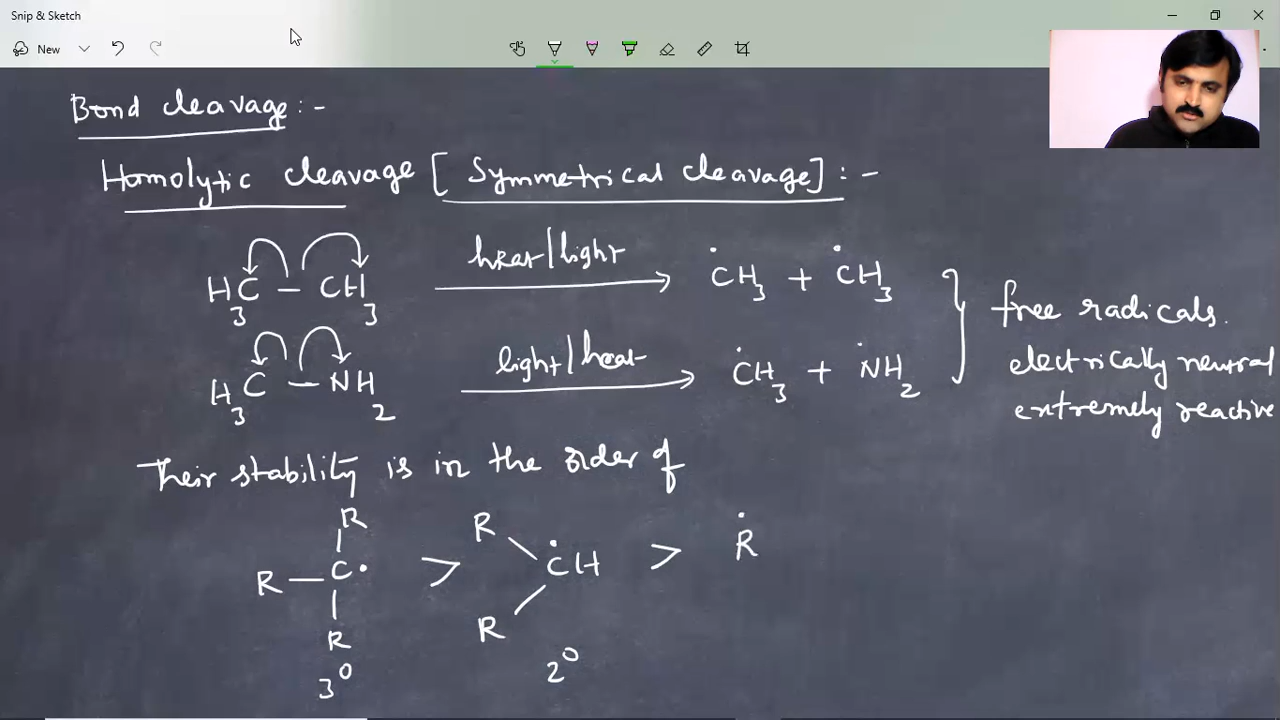 Snip & Sketch
New
Bond cleavage:-
Homolytic cleavage [Symmetrical cleavage]:-
H3C — CH3 heat/light ĊH3 + ĊH3
free radicals.
H3C — NH2 light/heat ĊH3 + ṄH2
electrically neutral
extremely reactive
Their stability is in the order of
R
R — C• > R ĊH > Ṙ
R R
3° 2°